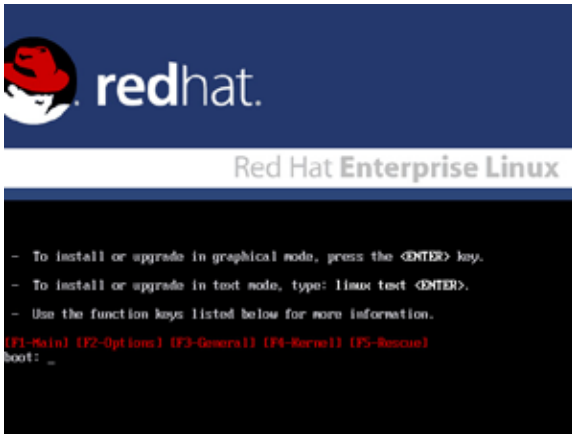 redhat.
Red Hat Enterprise Linux
- To install or upgrade in graphical mode, press the <ENTER> key.
- To install or upgrade in text mode, type: linux text <ENTER>.
- Use the function keys listed below for more information.
[F1-Main] [F2-Options] [F3-General] [F4-Kernel] [F5-Rescue]
boot: _